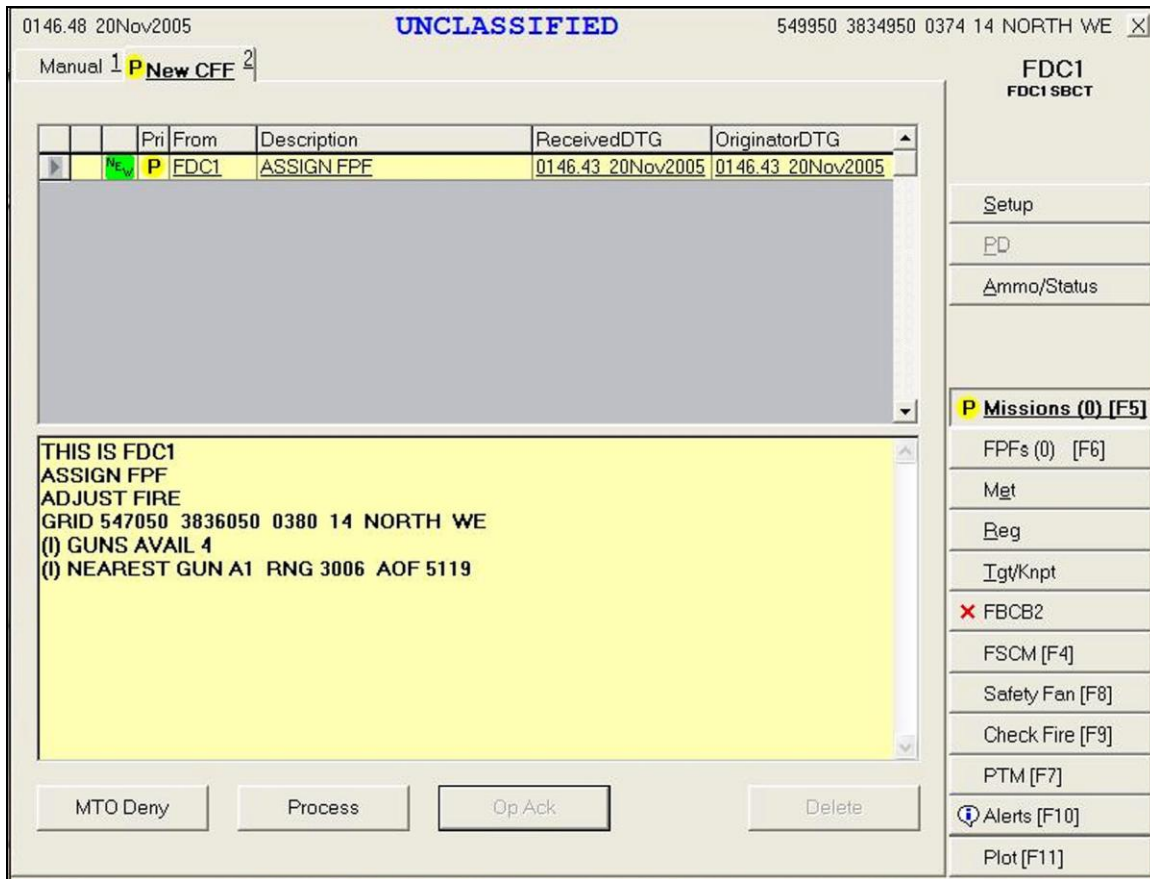 0146.48 20Nov2005 UNCLASSIFIED 549950 3834950 0374 14 NORTH WE X
Manual 1 P New CFF 2
FDC1
FDC1 SBCT
Pri From Description ReceivedDTG OriginatorDTG
NEW P FDC1 ASSIGN FPF 0146.43 20Nov2005 0146.43 20Nov2005
THIS IS FDC1
ASSIGN FPF
ADJUST FIRE
GRID 547050 3836050 0380 14 NORTH WE
(I) GUNS AVAIL 4
(I) NEAREST GUN A1 RNG 3006 AOF 5119
MTO Deny Process Op Ack Delete
Setup
PD
Ammo/Status
P Missions (0) [F5]
FPFs (0) [F6]
Met
Reg
Tgt/Knpt
FBCB2
FSCM [F4]
Safety Fan [F8]
Check Fire [F9]
PTM [F7]
Alerts [F10]
Plot [F11]